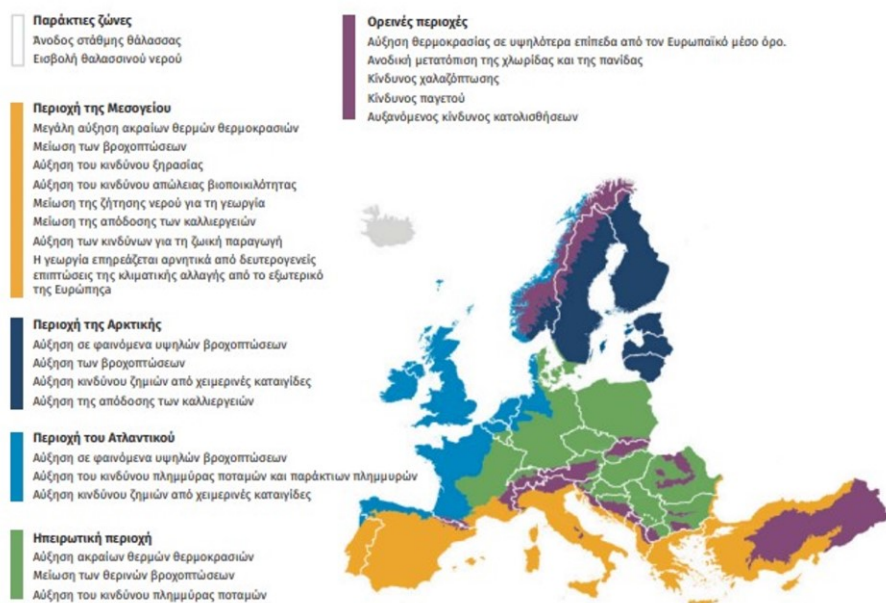 Παράκτιες ζώνες
Άνοδος στάθμης θάλασσας
Εισβολή θαλασσινού νερού
Ορεινές περιοχές
Αύξηση θερμοκρασίας σε υψηλότερα επίπεδα από τον Ευρωπαϊκό μέσο όρο.
Ανοδική μετατόπιση της χλωρίδας και της πανίδας
Κίνδυνος χαλαζόπτωσης
Κίνδυνος παγετού
Αυξανόμενος κίνδυνος κατολισθήσεων
Περιοχή της Μεσογείου
Μεγάλη αύξηση ακραίων θερμών θερμοκρασιών
Μείωση των βροχοπτώσεων
Αύξηση του κινδύνου ξηρασίας
Αύξηση του κινδύνου απώλειας βιοποικιλότητας
Μείωση της ζήτησης νερού για τη γεωργία
Μείωση της απόδοσης των καλλιεργειών
Αύξηση των κινδύνων για τη ζωική παραγωγή
Η γεωργία επηρεάζεται αρνητικά από δευτερογενείς
επιπτώσεις της κλιματικής αλλαγής από το εξωτερικό
της Ευρώπηςa
Περιοχή της Αρκτικής
Αύξηση σε φαινόμενα υψηλών βροχοπτώσεων
Αύξηση των βροχοπτώσεων
Αύξηση κινδύνου ζημιών από χειμερινές καταιγίδες
Αύξηση της απόδοσης των καλλιεργειών
Περιοχή του Ατλαντικού
Αύξηση σε φαινόμενα υψηλών βροχοπτώσεων
Αύξηση του κινδύνου πλημμύρας ποταμών και παράκτιων πλημμυρών
Αύξηση κινδύνου ζημιών από χειμερινές καταιγίδες
Ηπειρωτική περιοχή
Αύξηση ακραίων θερμών θερμοκρασιών
Μείωση των θερινών βροχοπτώσεων
Αύξηση του κινδύνου πλημμύρας ποταμών